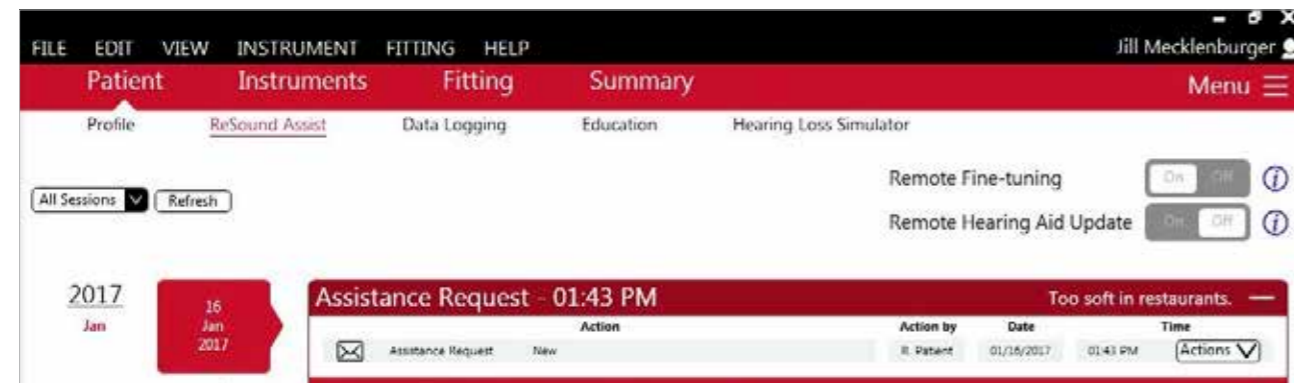 FILE EDIT VIEW INSTRUMENT FITTING HELP Jill Mecklenburger
Patient Instruments Fitting Summary Menu
Profile ReSound Assist Data Logging Education Hearing Loss Simulator
Remote Fine-tuning On Off i
All Sessions Refresh
Remote Hearing Aid Update On Off i
2017 Jan
16 Jan 2017
Assistance Request - 01:43 PM Too soft in restaurants.
Action Action by Date Time
Assistance Request New R. Patient 01/16/2017 01:43 PM Actions